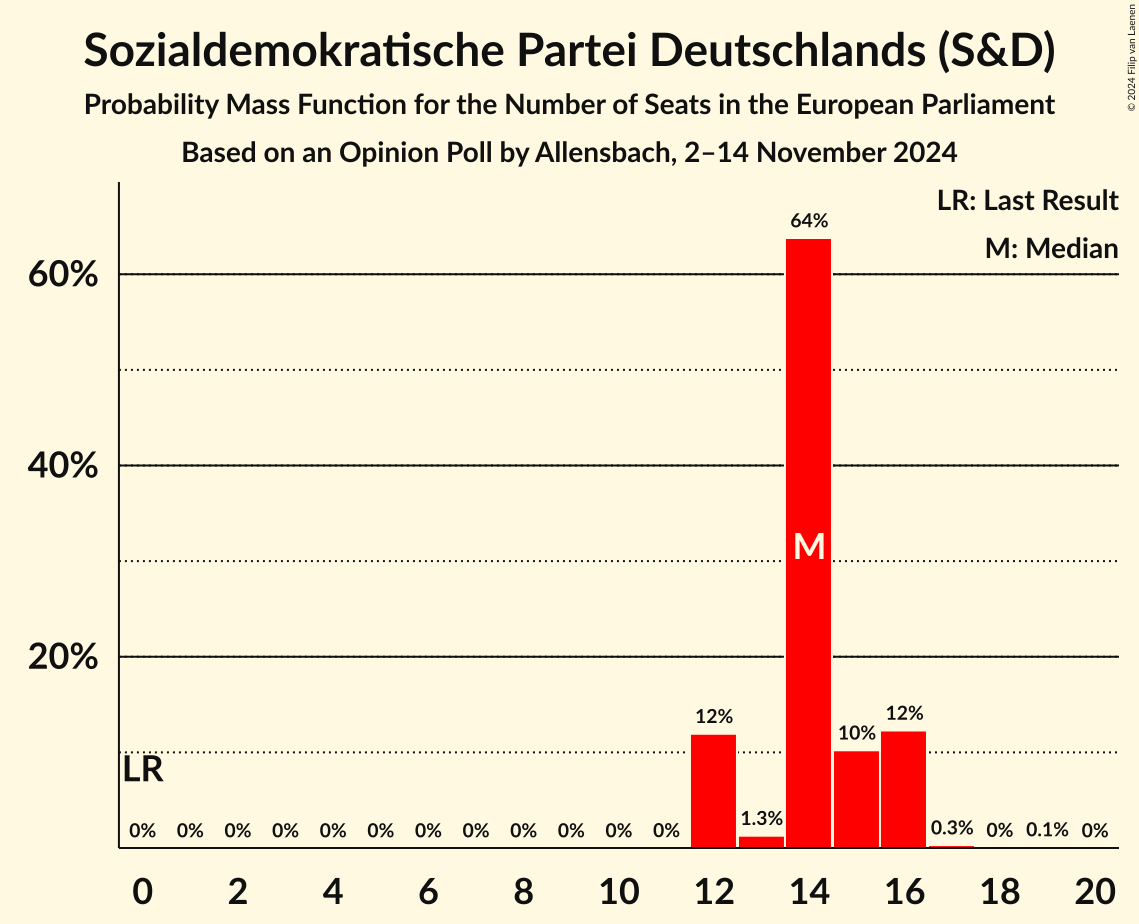 © 2024 Filip van Laenen
Sozialdemokratische Partei Deutschlands (S&D)
Probability Mass Function for the Number of Seats in the European Parliament
Based on an Opinion Poll by Allensbach, 2–14 November 2024
LR: Last Result
M: Median
64%
60%
40%
M
20%
12% 1.3% 10% 12% 0.3% 0% 0.1% 0%
LR
0% 0% 0% 0% 0% 0% 0% 0% 0% 0% 0% 0%
0 2 4 6 8 10 12 14 16 18 20